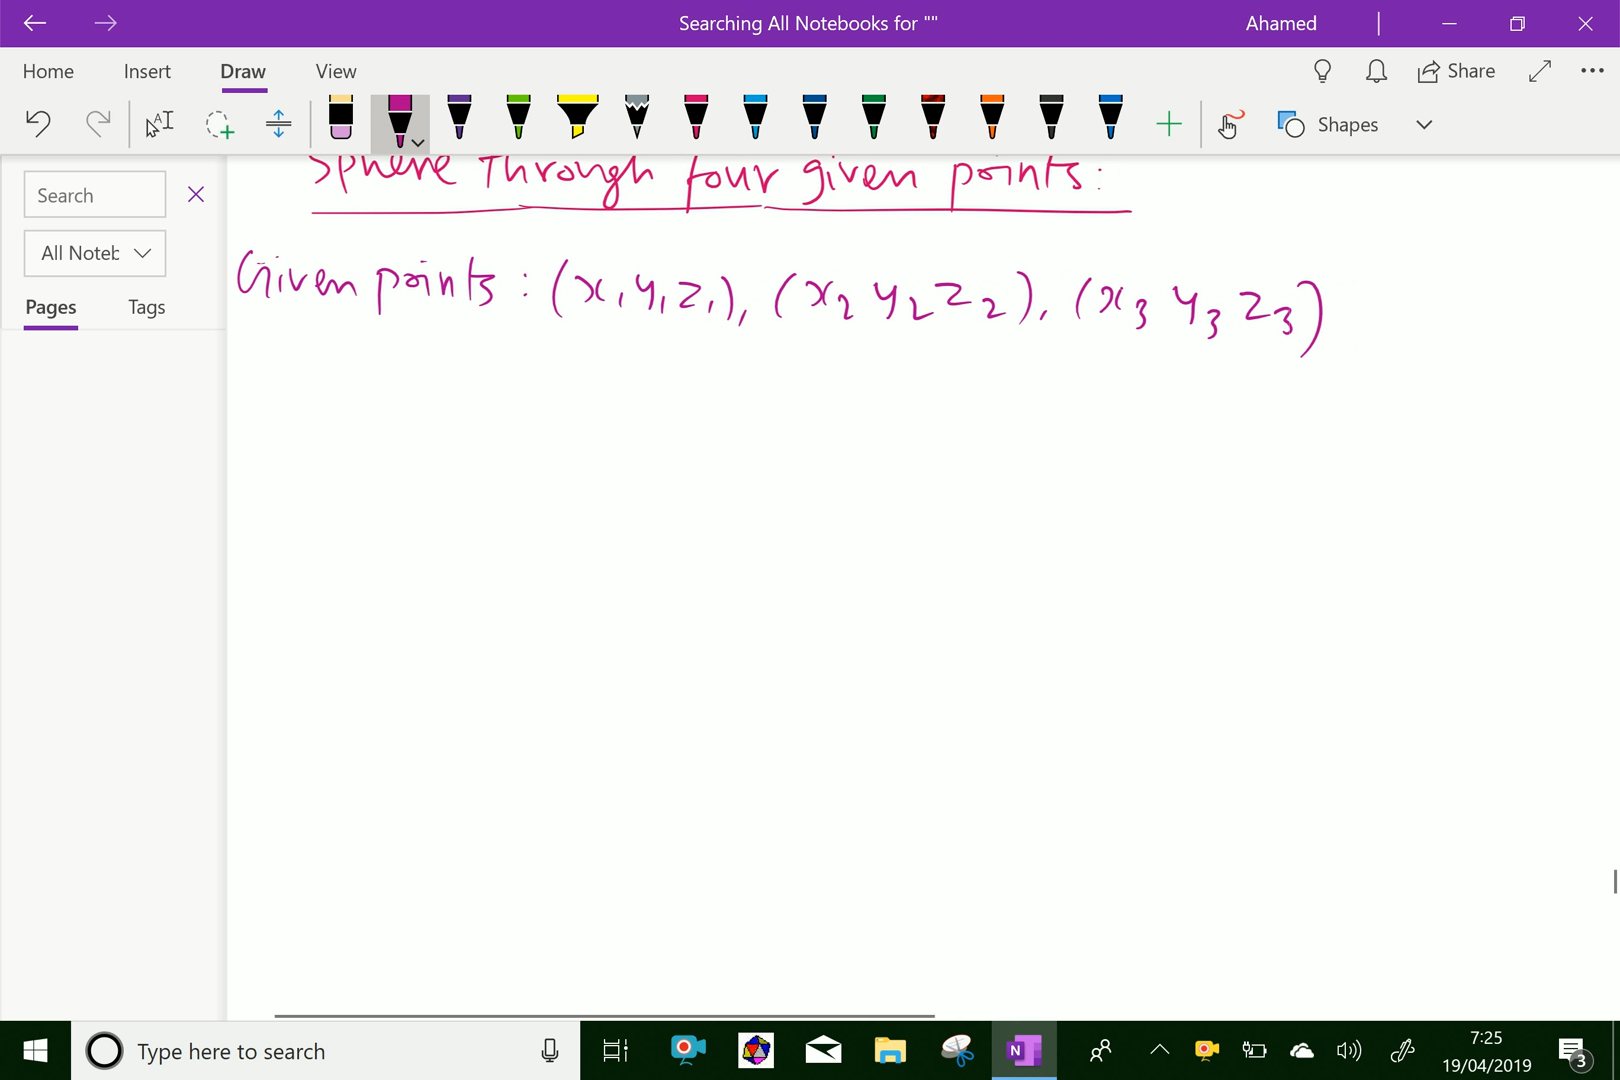 Searching All Notebooks for ""
Ahamed
Home Insert Draw View
Share
Shapes
Search
All Noteb
Pages Tags
Sphere Through four given points:
Given points : (x₁ y₁ z₁), (x₂ y₂ z₂), (x₃ y₃ z₃)
Type here to search
N
7:25
19/04/2019
3